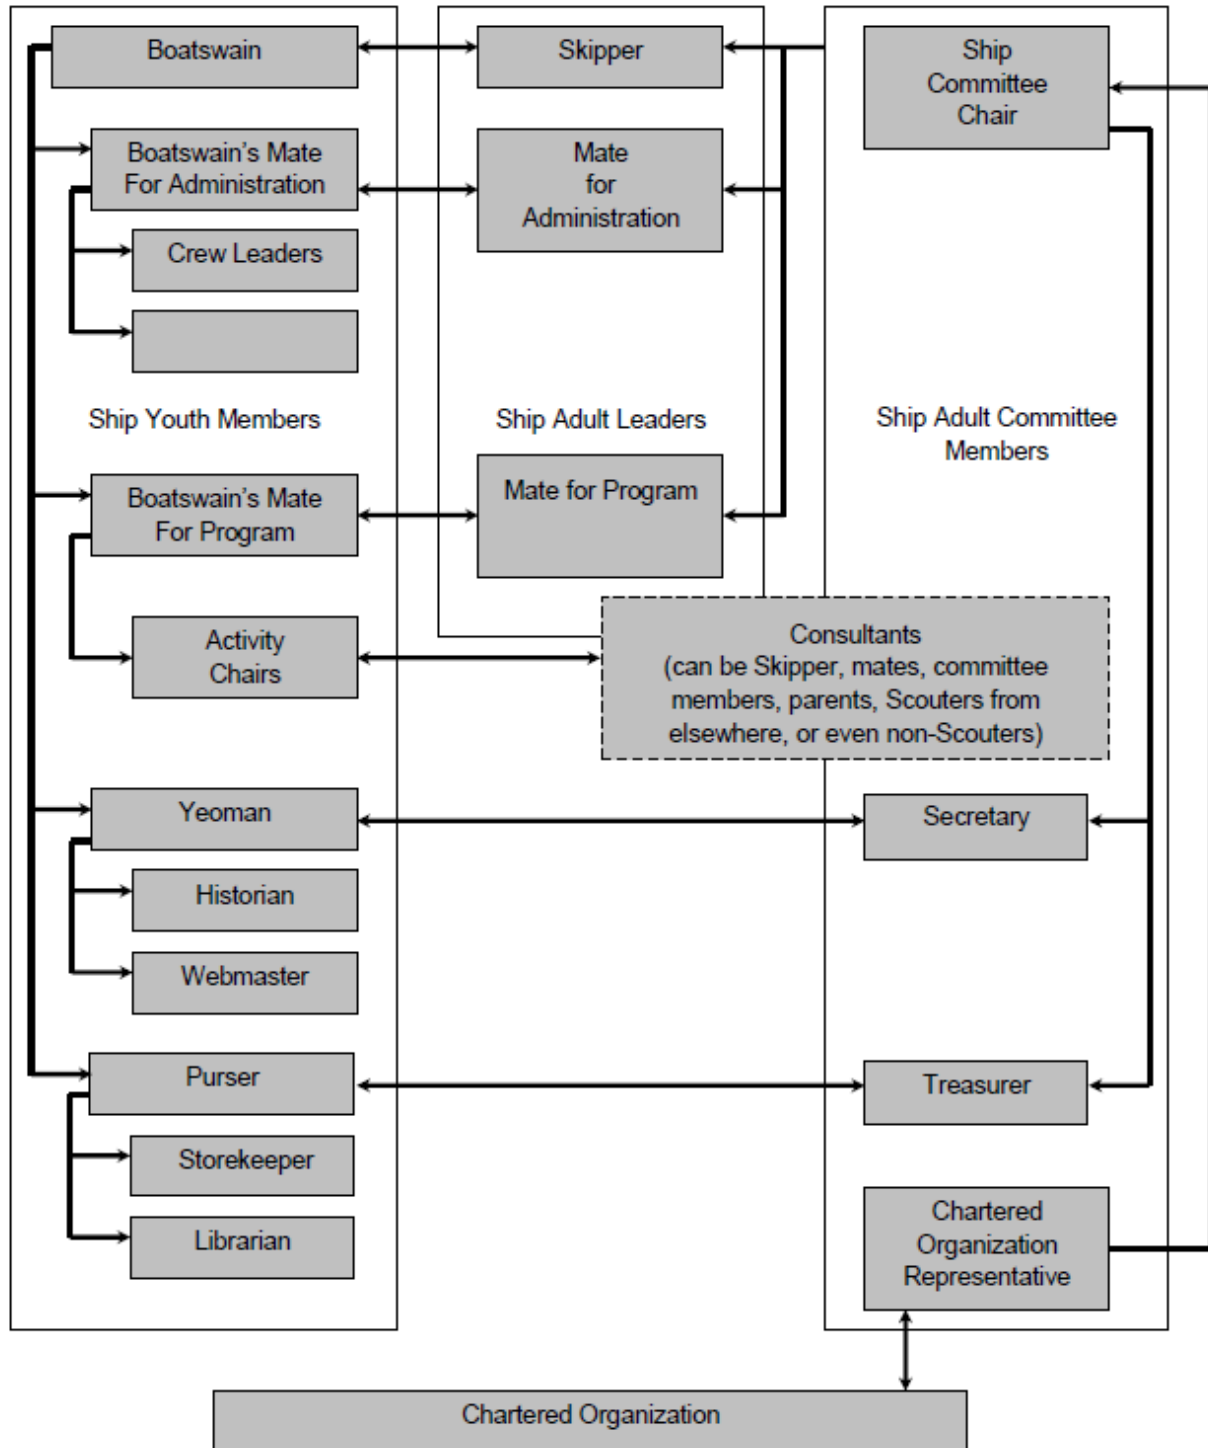 Boatswain
Skipper
Ship
Committee
Chair
Boatswain's Mate
For Administration
Mate
for
Administration
Crew Leaders
Ship Youth Members
Ship Adult Leaders
Ship Adult Committee
Members
Boatswain's Mate
For Program
Mate for Program
Activity
Chairs
Consultants
(can be Skipper, mates, committee
members, parents, Scouters from
elsewhere, or even non-Scouters)
Yeoman
Secretary
Historian
Webmaster
Purser
Treasurer
Storekeeper
Librarian
Chartered
Organization
Representative
Chartered Organization